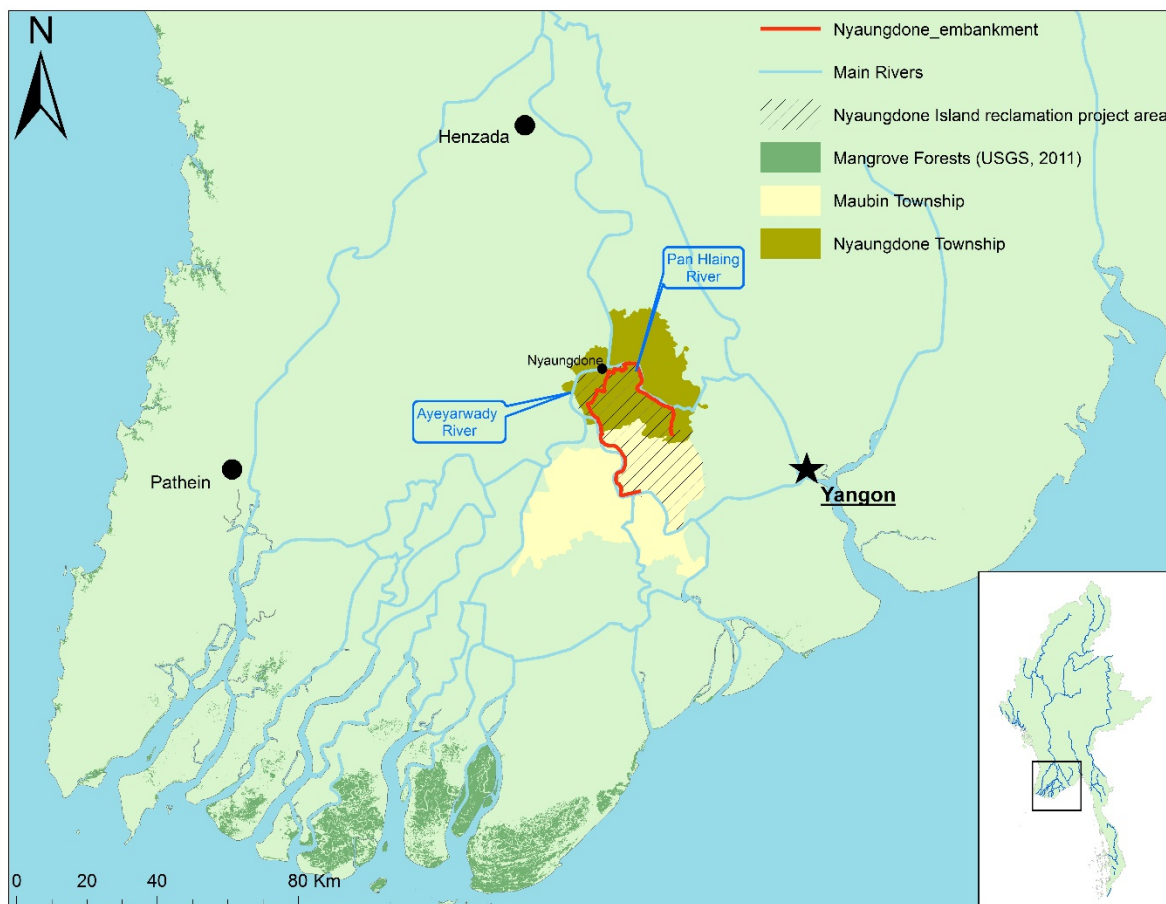 N
Nyaungdone_embankment
Main Rivers
Nyaungdone Island reclamation project area
Mangrove Forests (USGS, 2011)
Maubin Township
Nyaungdone Township
Henzada
Pan Hlaing
River
Nyaungdone
Ayeyarwady
River
Pathein
Yangon
0 20 40 80 Km